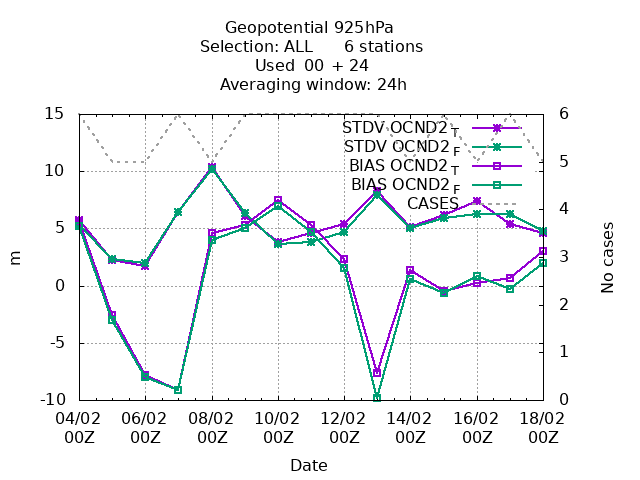 Geopotential 925hPa
Selection: ALL 6 stations
Used 00 + 24
Averaging window: 24h
15
10
5
0
-5
-10
m
6
5
4
3
2
1
0
No cases
STDV OCND2 T
STDV OCND2 F
BIAS OCND2 T
BIAS OCND2 F
CASES
04/02 06/02 08/02 10/02 12/02 14/02 16/02 18/02
00Z 00Z 00Z 00Z 00Z 00Z 00Z 00Z
Date